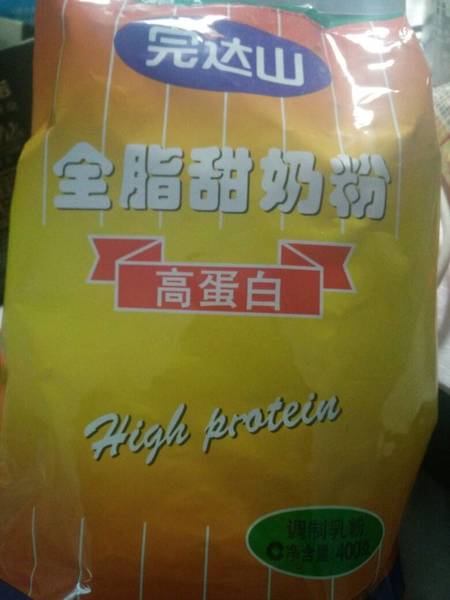 完达山
全脂甜奶粉
高蛋白
High protein
调制乳粉
净含量:400g